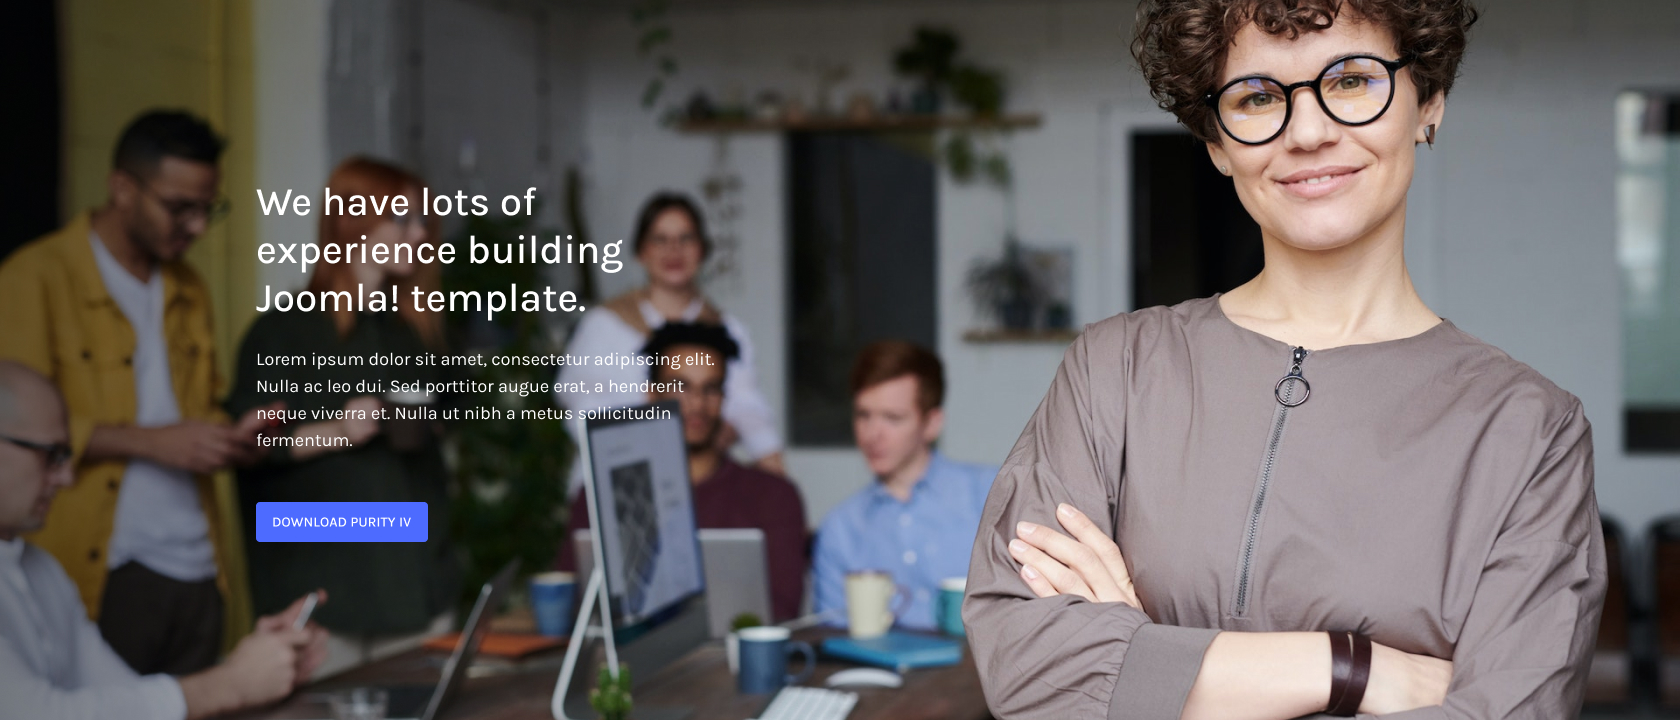 We have lots of
experience building
Joomla! template.
Lorem ipsum dolor sit amet, consectetur adipiscing elit.
Nulla ac leo dui. Sed porttitor augue erat, a hendrerit
neque viverra et. Nulla ut nibh a metus sollicitudin
fermentum.
DOWNLOAD PURITY IV